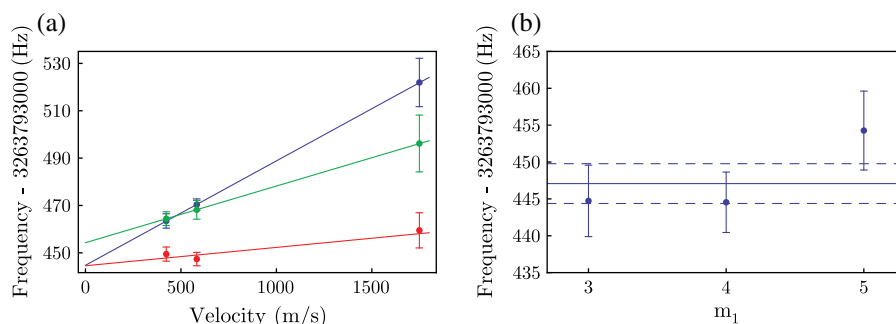 (a)
Frequency - 3263793000 (Hz)
530
510
490
470
450
0 500 1000 1500
Velocity (m/s)
(b)
Frequency - 3263793000 (Hz)
465
460
455
450
445
440
435
3 4 5
m₁